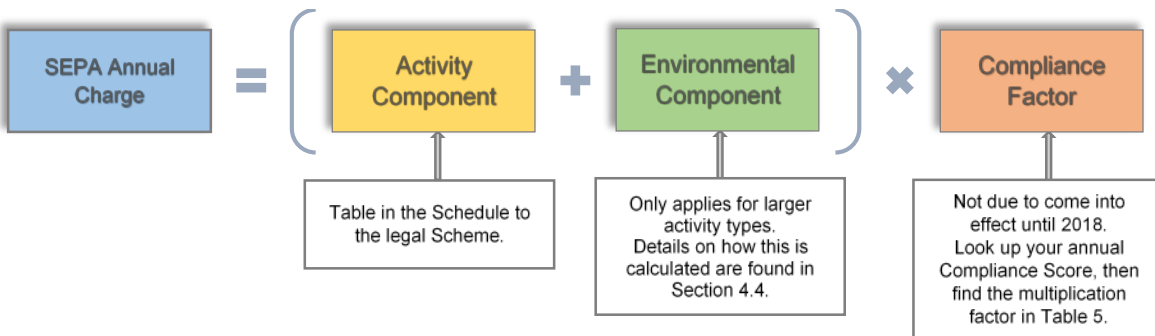 SEPA Annual
Charge
=
(
Activity
Component
+
Environmental
Component
)
×
Compliance
Factor
Table in the Schedule to
the legal Scheme.
Only applies for larger
activity types.
Details on how this is
calculated are found in
Section 4.4.
Not due to come into
effect until 2018.
Look up your annual
Compliance Score, then
find the multiplication
factor in Table 5.